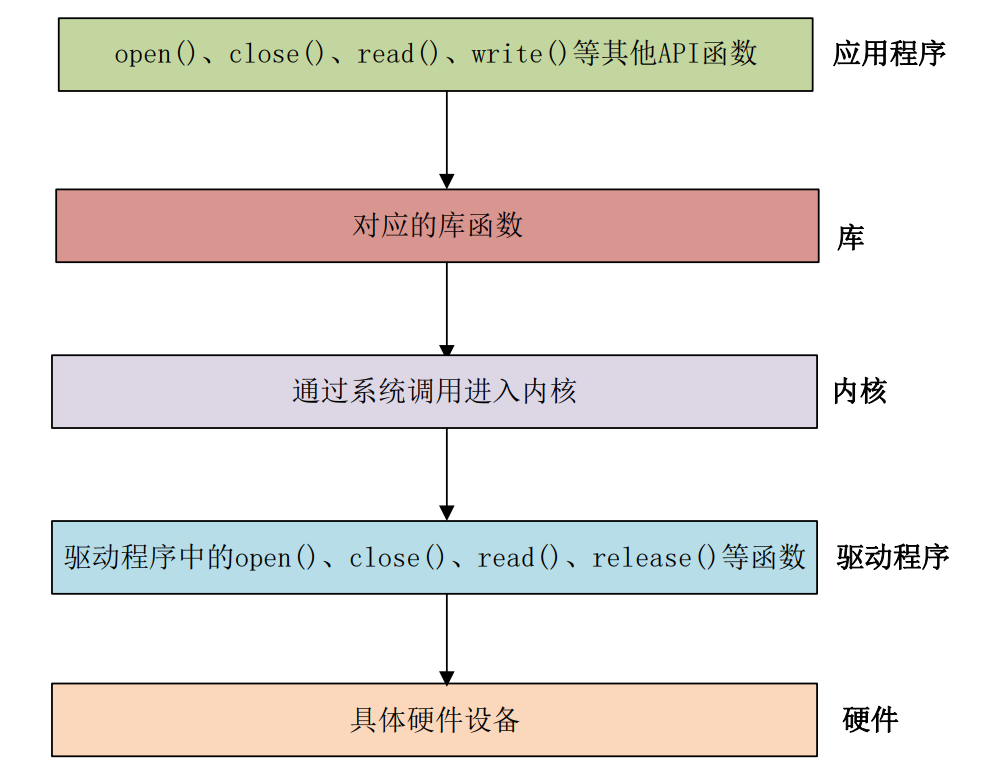 open()、close()、read()、write()等其他API函数
应用程序
对应的库函数
库
通过系统调用进入内核
内核
驱动程序中的open()、close()、read()、release()等函数
驱动程序
具体硬件设备
硬件